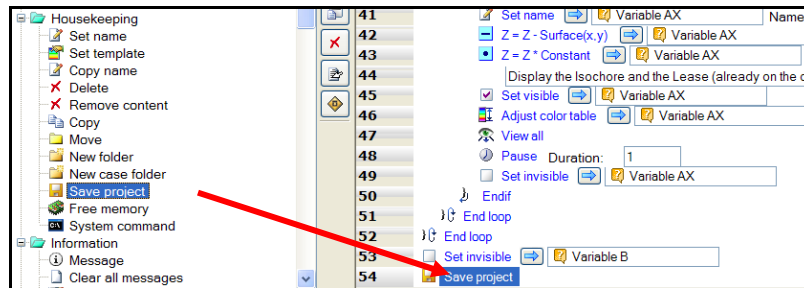 Housekeeping
Set name
Set template
Copy name
Delete
Remove content
Copy
Move
New folder
New case folder
Save project
Free memory
System command
Information
Message
Clear all messages
41 Set name Variable AX Name
42 Z = Z - Surface(x,y) Variable AX
43 Z = Z * Constant Variable AX
44 Display the Isochore and the Lease (already on the
45 Set visible Variable AX
46 Adjust color table Variable AX
47 View all
48 Pause Duration: 1
49 Set invisible Variable AX
50 Endif
51 End loop
52 End loop
53 Set invisible Variable B
54 Save project